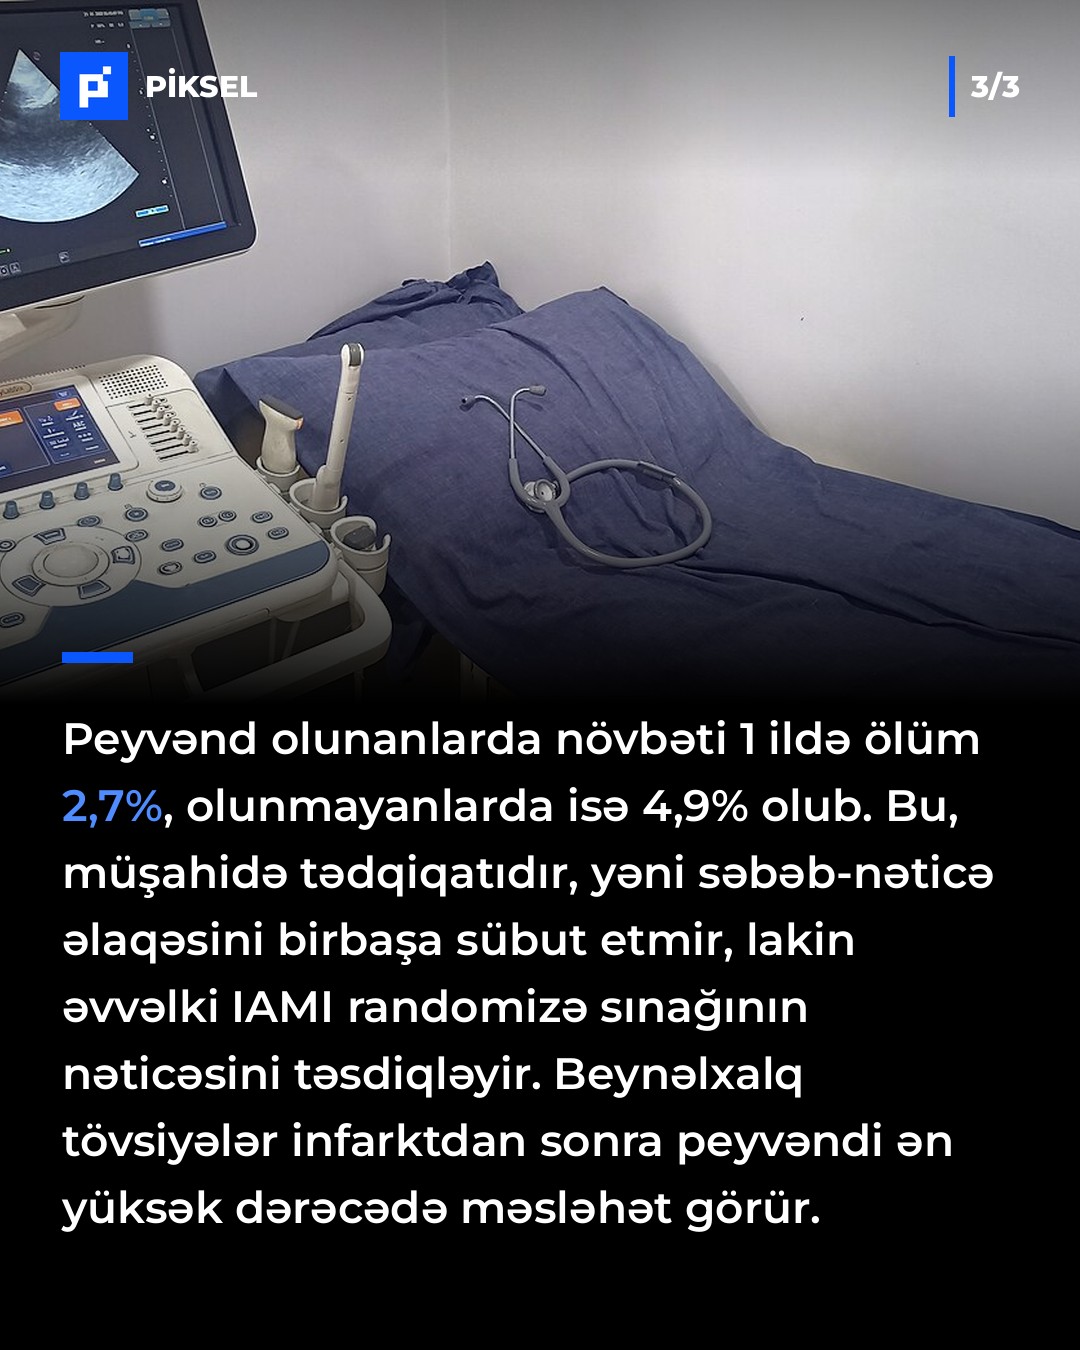 PİKSEL
3/3
Peyvənd olunanlarda növbəti 1 ildə ölüm
2,7%, olunmayanlarda isə 4,9% olub. Bu,
müşahidə tədqiqatıdır, yəni səbəb-nəticə
əlaqəsini birbaşa sübut etmir, lakin
əvvəlki IAMI randomizə sınağının
nəticəsini təsdiqləyir. Beynəlxalq
tövsiyələr infarktdan sonra peyvəndi ən
yüksək dərəcədə məsləhət görür.